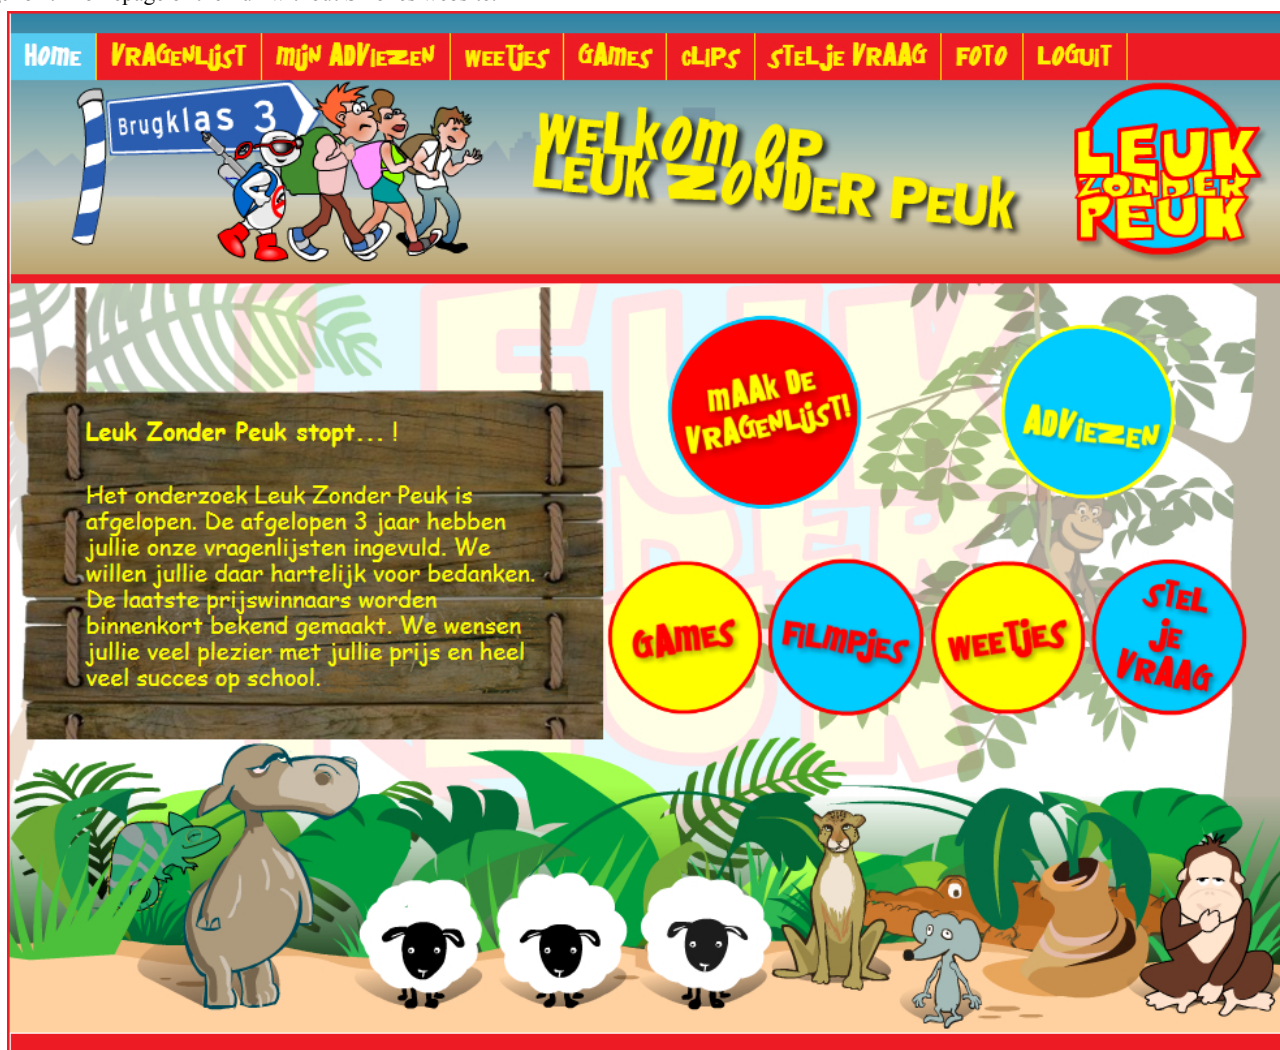 HOME VRAGENLIJST MIJN ADVIEZEN WEETJES GAMES CLIPS STEL JE VRAAG FOTO LOGUIT
Brugklas 3
WELKOM OP
LEUK ZONDER PEUK
LEUK
ZONDER
PEUK
MAAK DE
VRAGENLIJST!
ADVIEZEN
Leuk Zonder Peuk stopt... !
Het onderzoek Leuk Zonder Peuk is
afgelopen. De afgelopen 3 jaar hebben
jullie onze vragenlijsten ingevuld. We
willen jullie daar hartelijk voor bedanken.
De laatste prijswinnaars worden
binnenkort bekend gemaakt. We wensen
jullie veel plezier met jullie prijs en heel
veel succes op school.
GAMES
FILMPJES
WEETJES
STEL
JE
VRAAG